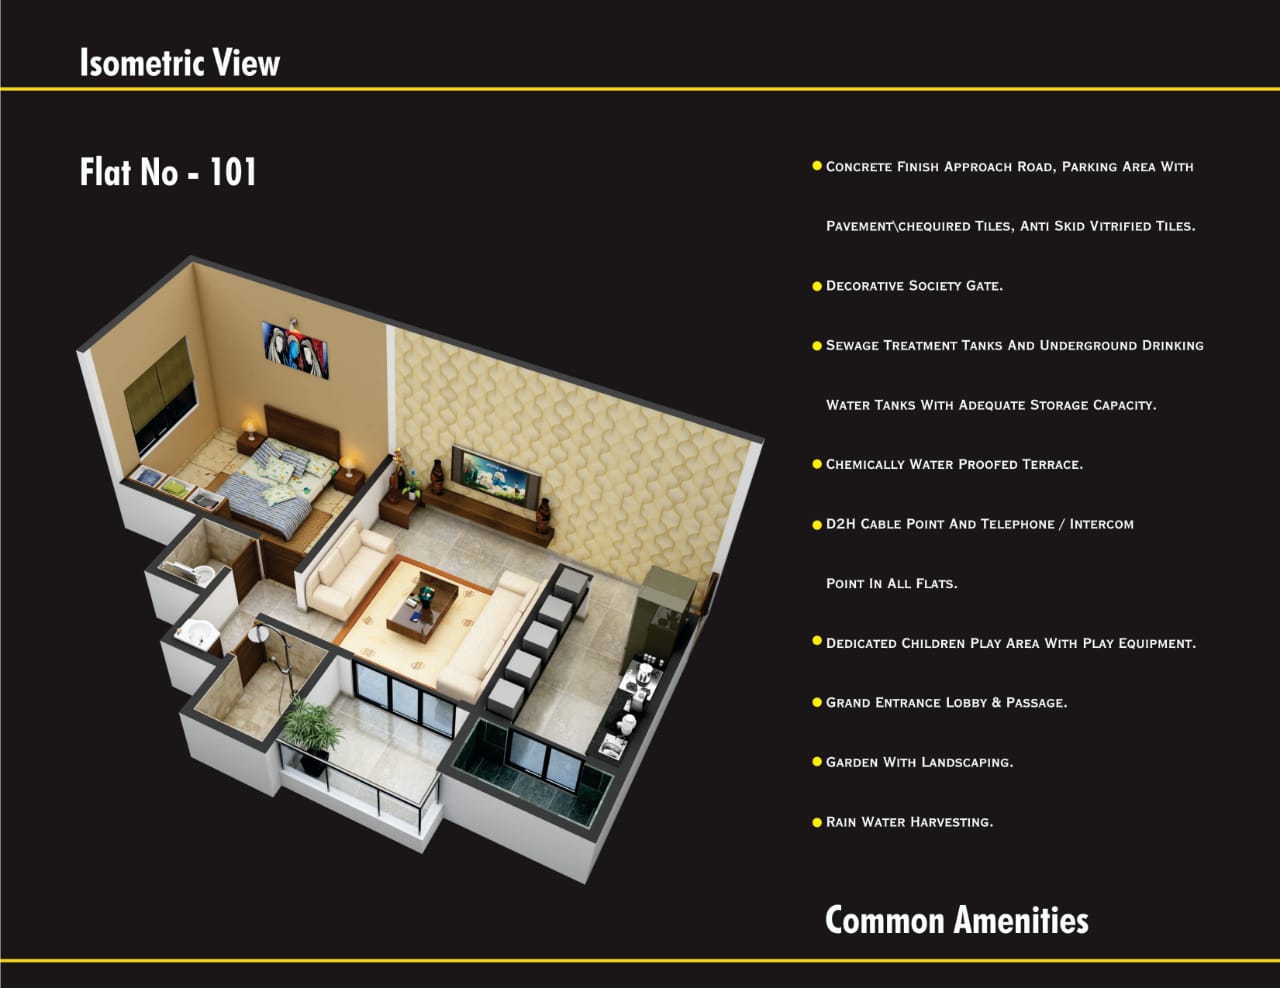 Isometric View
Flat No - 101
Concrete Finish Approach Road, Parking Area With
Pavement\chequired Tiles, Anti Skid Vitrified Tiles.
Decorative Society Gate.
Sewage Treatment Tanks And Underground Drinking
Water Tanks With Adequate Storage Capacity.
Chemically Water Proofed Terrace.
D2H Cable Point And Telephone / Intercom
Point In All Flats.
Dedicated Children Play Area With Play Equipment.
Grand Entrance Lobby & Passage.
Garden With Landscaping.
Rain Water Harvesting.
Common Amenities